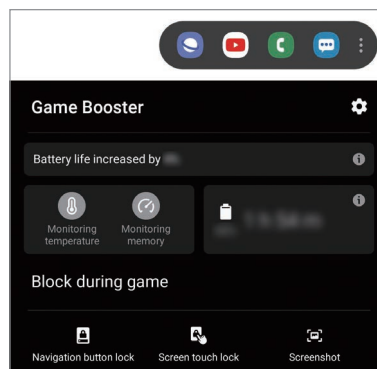 Game Booster
Battery life increased by
Monitoring
temperature
Monitoring
memory
Block during game
Navigation button lock
Screen touch lock
Screenshot